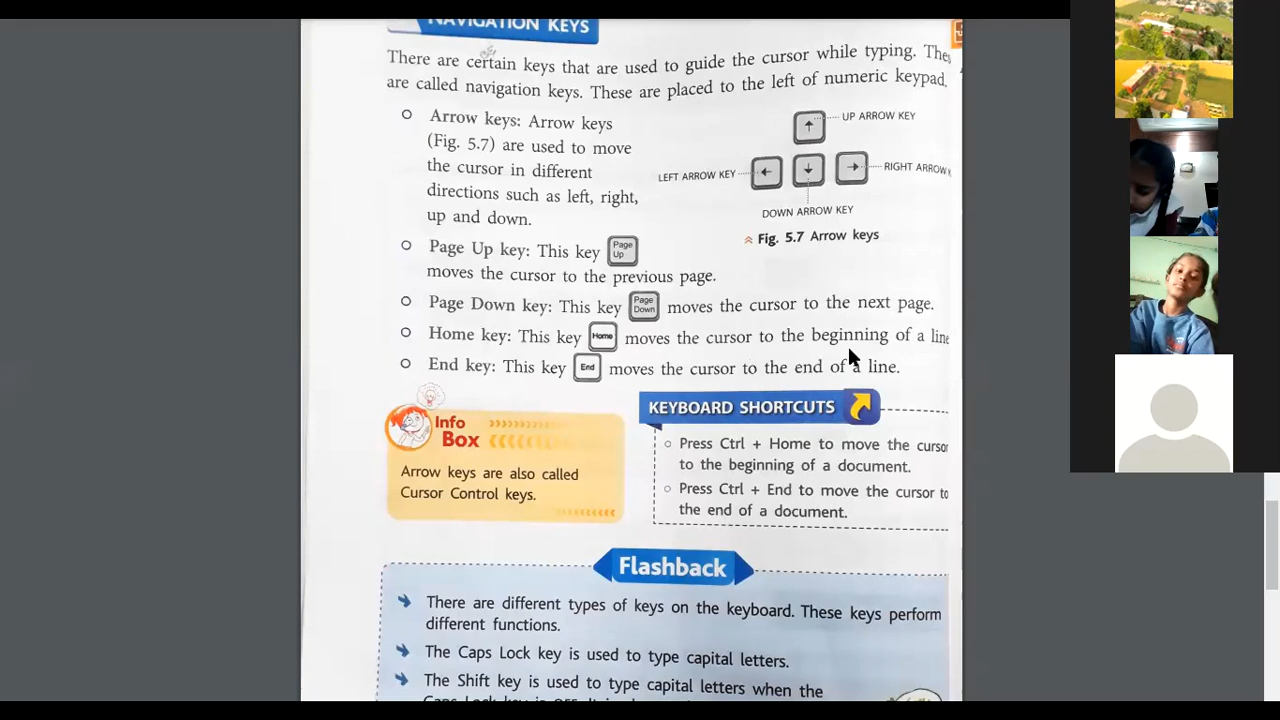 NAVIGATION KEYS
There are certain keys that are used to guide the cursor while typing.
are called navigation keys. These are placed to the left of numeric keypad.
Arrow keys: Arrow keys
(Fig. 5.7) are used to move
the cursor in different
directions such as left, right,
up and down.
UP ARROW KEY
LEFT ARROW KEY
RIGHT ARROW
DOWN ARROW KEY
Fig. 5.7 Arrow keys
Page Up key: This key Page Up
moves the cursor to the previous page.
Page Down key: This key Page Down moves the cursor to the next page.
Home key: This key Home moves the cursor to the beginning of a
End key: This key End moves the cursor to the end of a line.
Info
Box
Arrow keys are also called
Cursor Control keys.
KEYBOARD SHORTCUTS
Press Ctrl + Home to move the
to the beginning of a document.
Press Ctrl + End to move the cursor to
the end of a document.
Flashback
There are different types of keys on the keyboard. These keys perform
different functions.
The Caps Lock key is used to type capital letters.
The Shift key is used to type capital letters when the